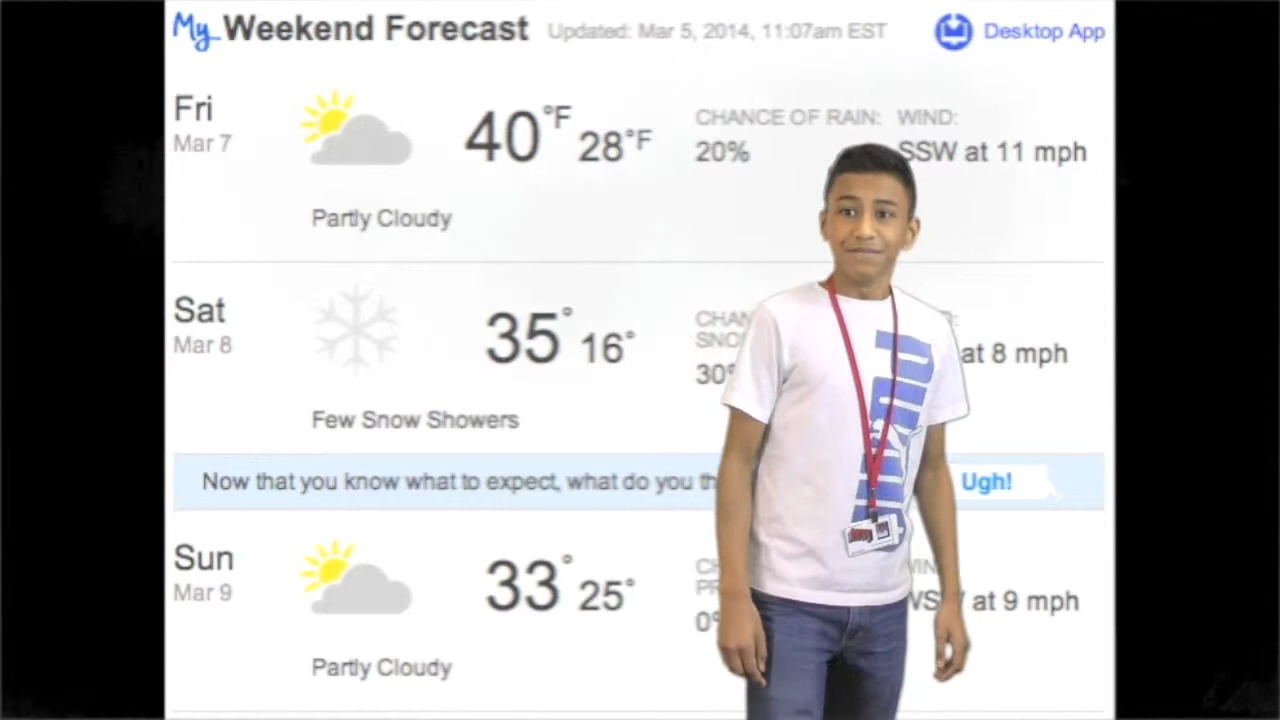 My Weekend Forecast Updated: Mar 5, 2014, 11:07am EST Desktop App
Fri
Mar 7
40°F 28°F
CHANCE OF RAIN: WIND:
20% SSW at 11 mph
Partly Cloudy
Sat
Mar 8
35° 16°
at 8 mph
Few Snow Showers
Now that you know what to expect, what do you Ugh!
Sun
Mar 9
33° 25°
at 9 mph
Partly Cloudy